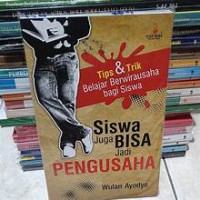 Tips & Trik
Belajar Berwirausaha
bagi Siswa
Siswa
Juga BISA
Jadi
PENGUSAHA
Wulan Ayodya